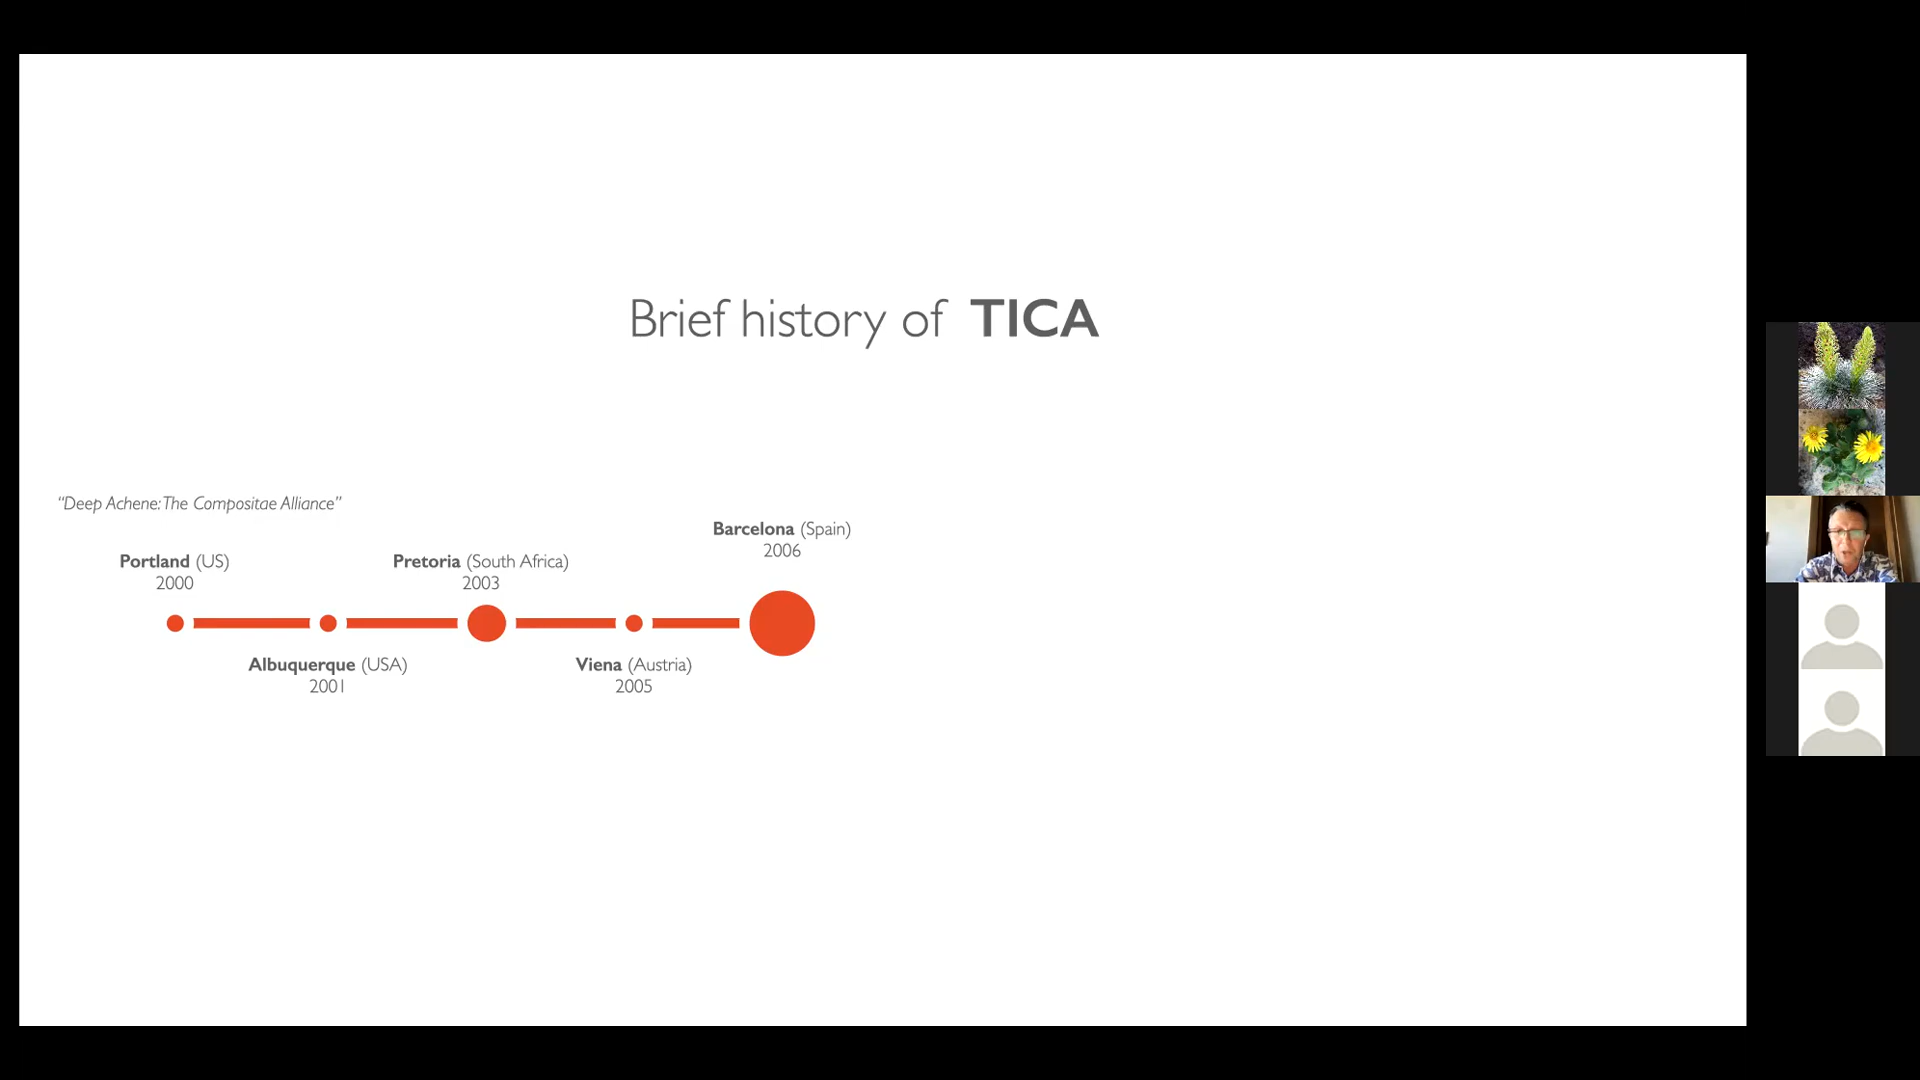 Brief history of TICA
“Deep Achene: The Compositae Alliance”
Portland (US)
2000
Albuquerque (USA)
2001
Pretoria (South Africa)
2003
Viena (Austria)
2005
Barcelona (Spain)
2006